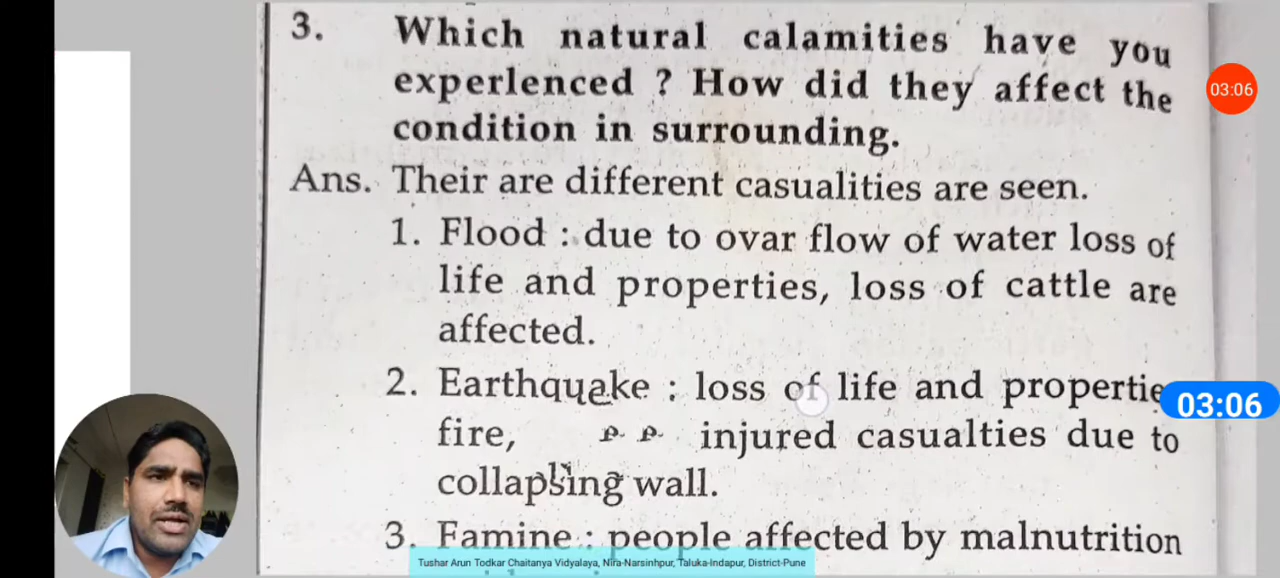 3. Which natural calamities have you
experlenced ? How did they affect the
condition in surrounding.
Ans. Their are different casualities are seen.
1. Flood : due to ovar flow of water loss of
life and properties, loss of cattle are
affected.
2. Earthquake : loss of life and propertie
fire, injured casualties due to
collapsing wall.
3. Famine : people affected by malnutrition
03:06
03:06
Tushar Arun Todkar Chaitanya Vidyalaya, Nira-Narsinhpur, Taluka-Indapur, District-Pune